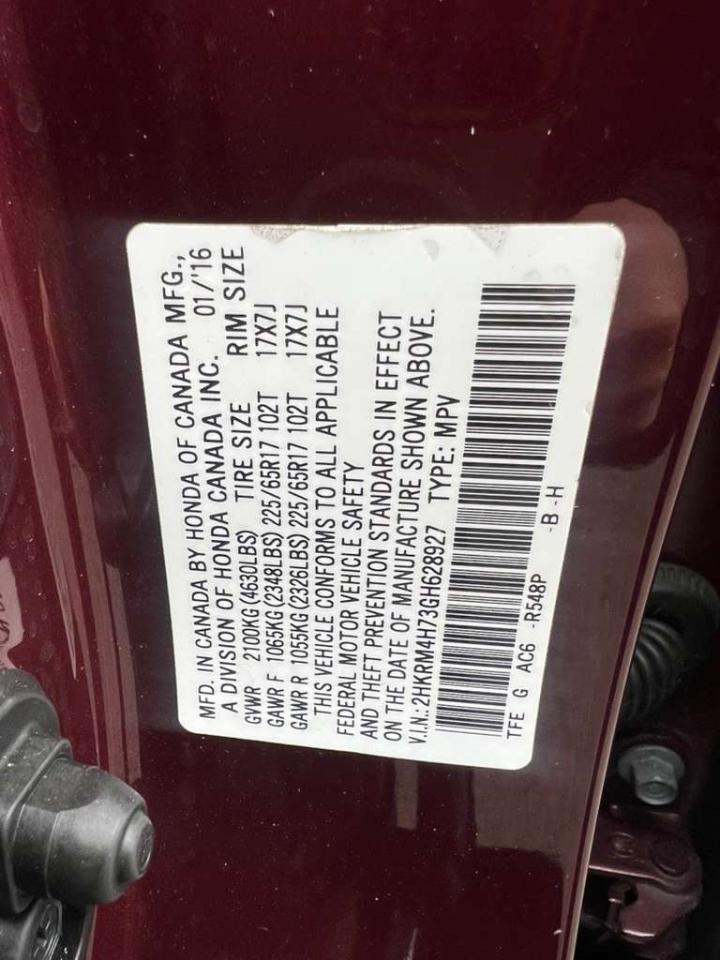 MFD. IN CANADA BY HONDA OF CANADA MFG.,
A DIVISION OF HONDA CANADA INC. 01/'16
GVWR 2100KG(4630LBS) TIRE SIZE RIM SIZE
GAWR F 1065KG(2348LBS) 225/65R17 102T 17X7J
GAWR R 1055KG(2326LBS) 225/65R17 102T 17X7J
THIS VEHICLE CONFORMS TO ALL APPLICABLE
FEDERAL MOTOR VEHICLE SAFETY
AND THEFT PREVENTION STANDARDS IN EFFECT
ON THE DATE OF MANUFACTURE SHOWN ABOVE.
V.I.N.:2HKRM4H73GH628927 TYPE: MPV
TFE G AC6 -R548P -B -H